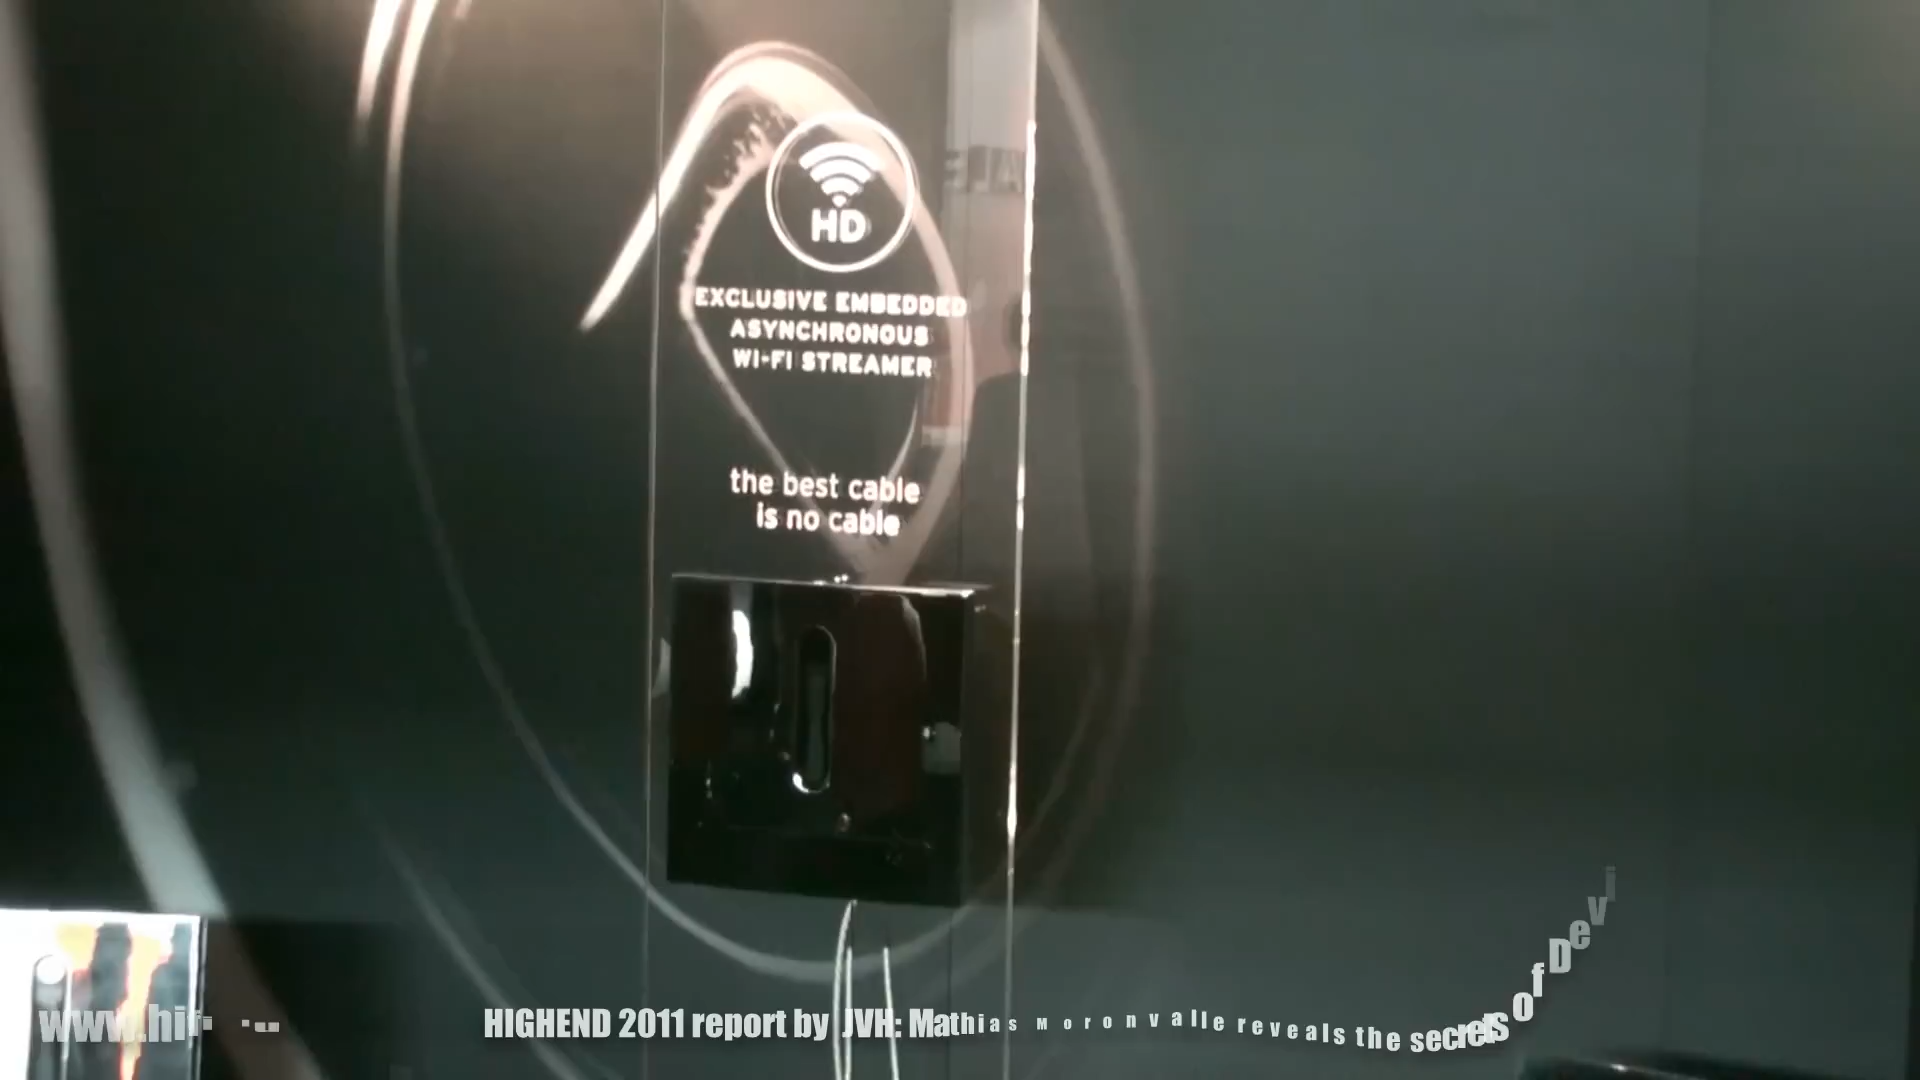 HD
EXCLUSIVE EMBEDDED
ASYNCHRONOUS
WI-FI STREAMER
the best cable
is no cable
HIGHEND 2011 report by JVH: Mathias Moronvalle reveals the secrets of Devi